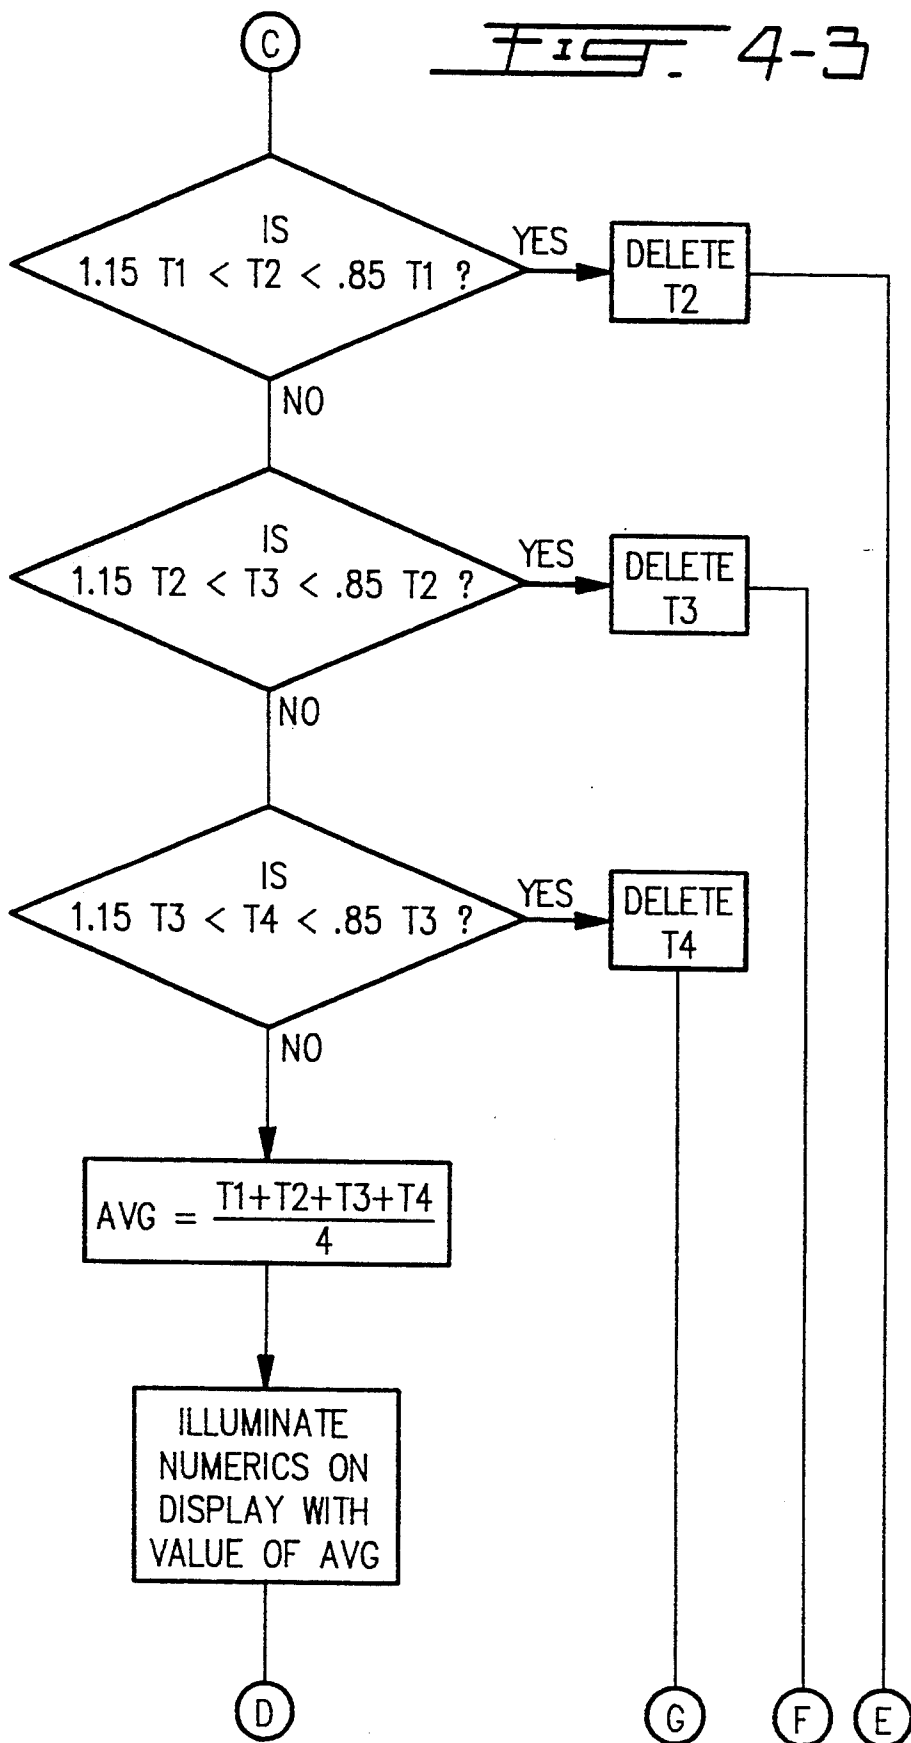 C
FIG. 4-3
IS
1.15 T1 < T2 < .85 T1 ?
YES
DELETE
T2
NO
IS
1.15 T2 < T3 < .85 T2 ?
YES
DELETE
T3
NO
IS
1.15 T3 < T4 < .85 T3 ?
YES
DELETE
T4
NO
AVG = T1+T2+T3+T4
4
ILLUMINATE
NUMERICS ON
DISPLAY WITH
VALUE OF AVG
D
G
F
E